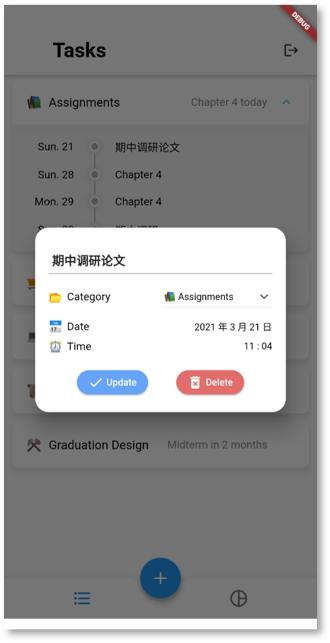 DEBUG
Tasks
Assignments Chapter 4 today
Sun. 21 期中调研论文
Sun. 28 Chapter 4
Mon. 29 Chapter 4
期中调研论文
Category Assignments
Date 2021 年 3 月 21 日
Time 11 : 04
Update Delete
Graduation Design Midterm in 2 months